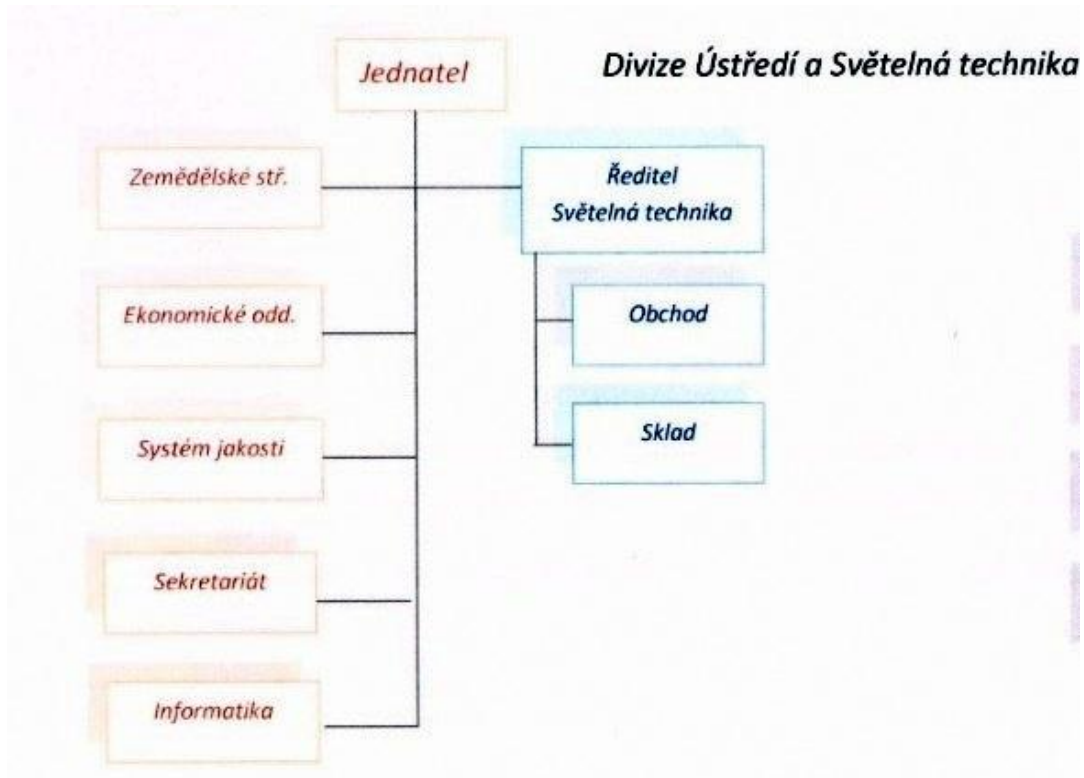 Jednatel
Divize Ústředí a Světelná technika
Zemědělské stř.
Ředitel
Světelná technika
Ekonomické odd.
Obchod
Systém jakosti
Sklad
Sekretariát
Informatika